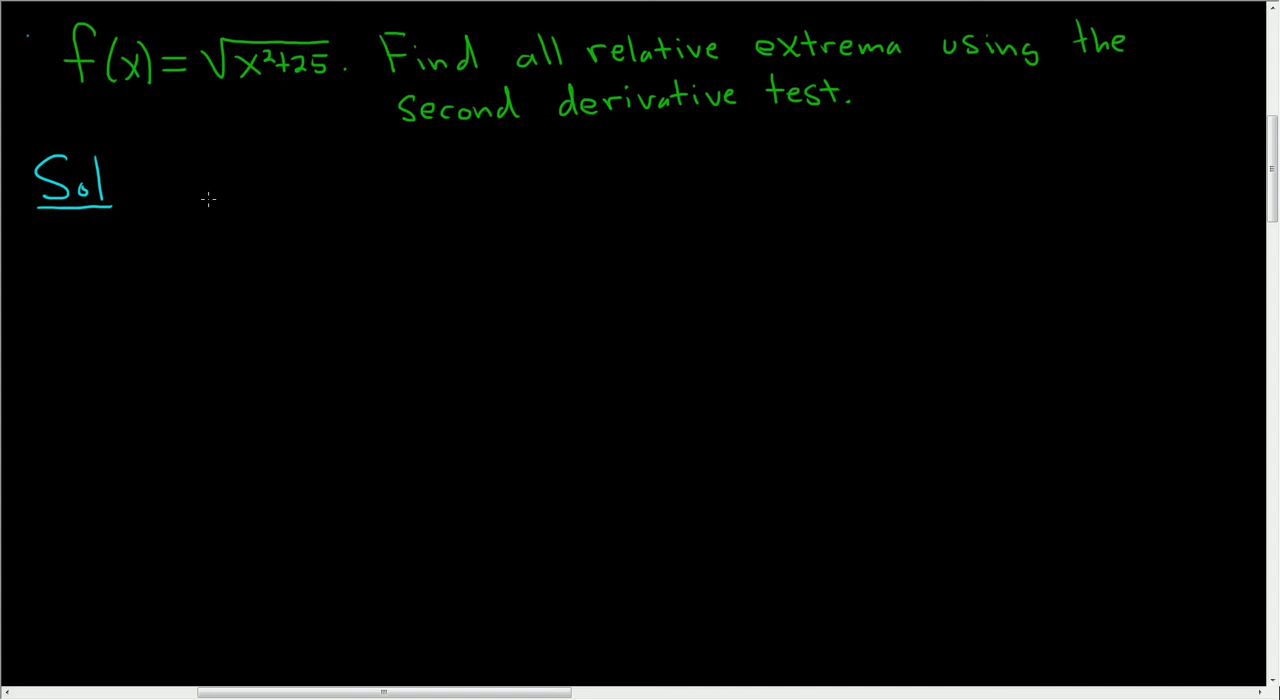 f(x) = √(x²+25). Find all relative extrema using the
second derivative test.
Sol